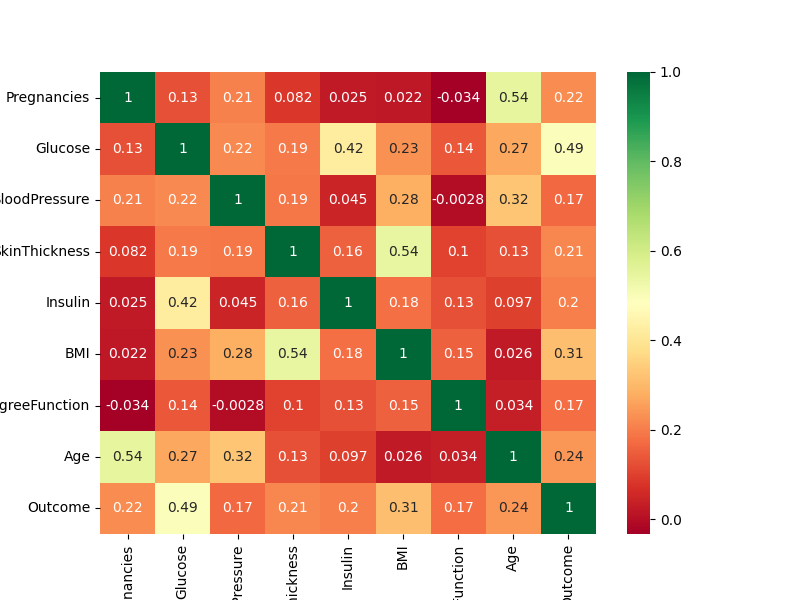 Pregnancies 1 0.13 0.21 0.082 0.025 0.022 -0.034 0.54 0.22
Glucose 0.13 1 0.22 0.19 0.42 0.23 0.14 0.27 0.49
BloodPressure 0.21 0.22 1 0.19 0.045 0.28 -0.0028 0.32 0.17
SkinThickness 0.082 0.19 0.19 1 0.16 0.54 0.1 0.13 0.21
Insulin 0.025 0.42 0.045 0.16 1 0.18 0.13 0.097 0.2
BMI 0.022 0.23 0.28 0.54 0.18 1 0.15 0.026 0.31
greeFunction -0.034 0.14 -0.0028 0.1 0.13 0.15 1 0.034 0.17
Age 0.54 0.27 0.32 0.13 0.097 0.026 0.034 1 0.24
Outcome 0.22 0.49 0.17 0.21 0.2 0.31 0.17 0.24 1
nancies
Glucose
Pressure
ickness
Insulin
BMI
Function
Age
Outcome
1.0
0.8
0.6
0.4
0.2
0.0